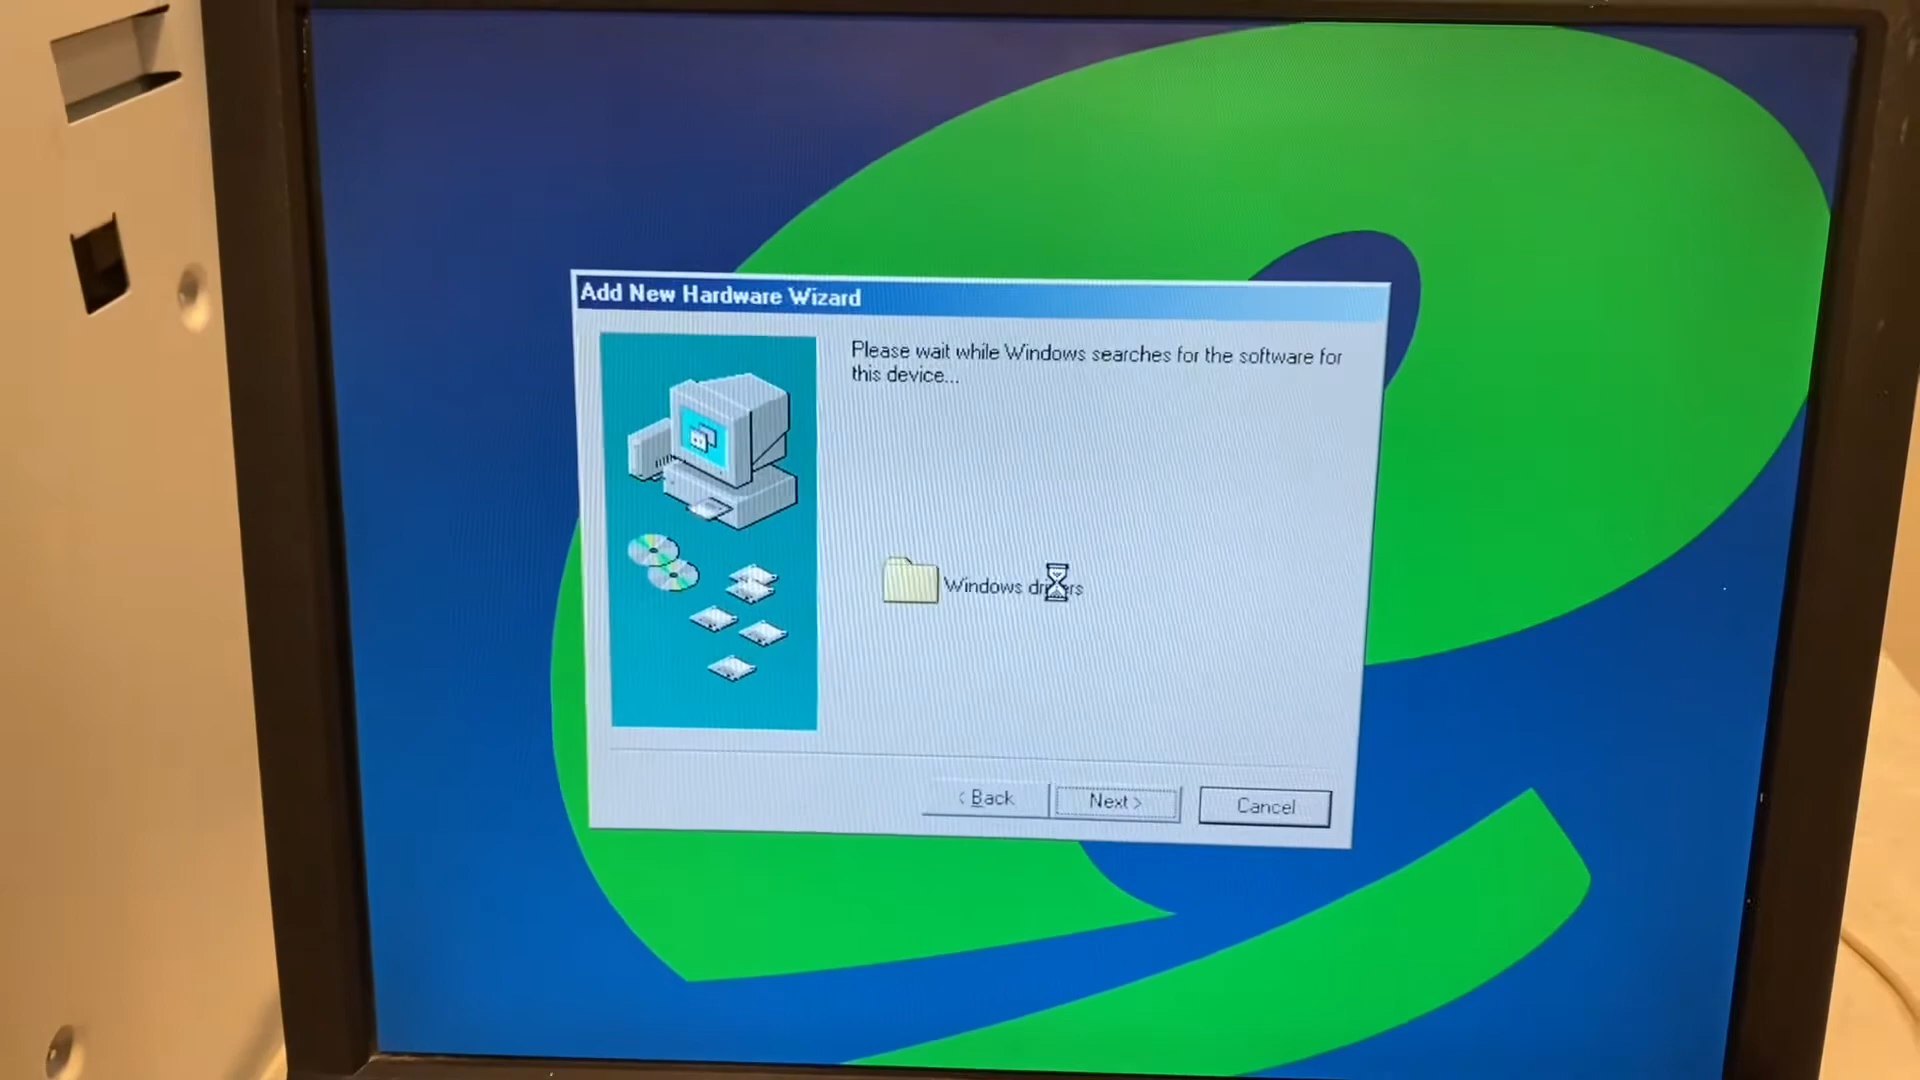 Add New Hardware Wizard
Please wait while Windows searches for the software for
this device...
Windows drivers
< Back
Next >
Cancel